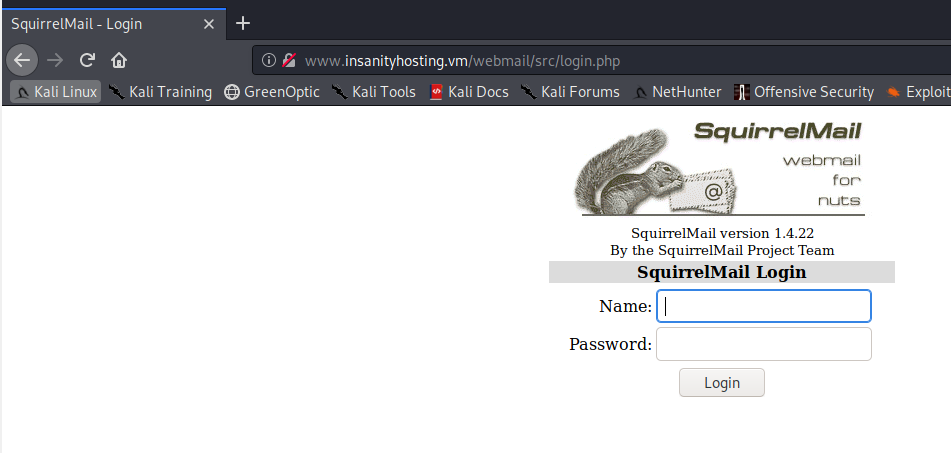 SquirrelMail - Login
www.insanityhosting.vm/webmail/src/login.php
Kali Linux Kali Training GreenOptic Kali Tools Kali Docs Kali Forums NetHunter Offensive Security Exploit
SquirrelMail
webmail
for
nuts
@
SquirrelMail version 1.4.22
By the SquirrelMail Project Team
SquirrelMail Login
Name:
Password:
Login